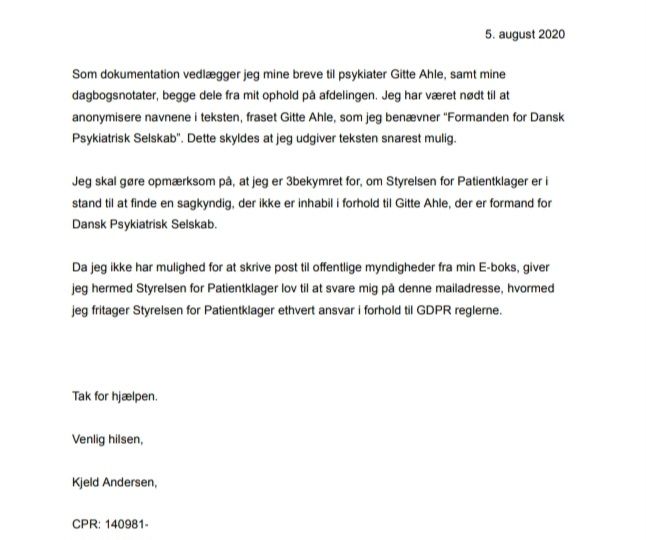 5. august 2020
Som dokumentation vedlægger jeg mine breve til psykiater Gitte Ahle, samt mine
dagbogsnotater, begge dele fra mit ophold på afdelingen. Jeg har været nødt til at
anonymisere navnene i teksten, fraset Gitte Ahle, som jeg benævner “Formanden for Dansk
Psykiatrisk Selskab”. Dette skyldes at jeg udgiver teksten snarest mulig.
Jeg skal gøre opmærksom på, at jeg er 3bekymret for, om Styrelsen for Patientklager er i
stand til at finde en sagkyndig, der ikke er inhabil i forhold til Gitte Ahle, der er formand for
Dansk Psykiatrisk Selskab.
Da jeg ikke har mulighed for at skrive post til offentlige myndigheder fra min E-boks, giver
jeg hermed Styrelsen for Patientklager lov til at svare mig på denne mailadresse, hvormed
jeg fritager Styrelsen for Patientklager ethvert ansvar i forhold til GDPR reglerne.
Tak for hjælpen.
Venlig hilsen,
Kjeld Andersen,
CPR: 140981-